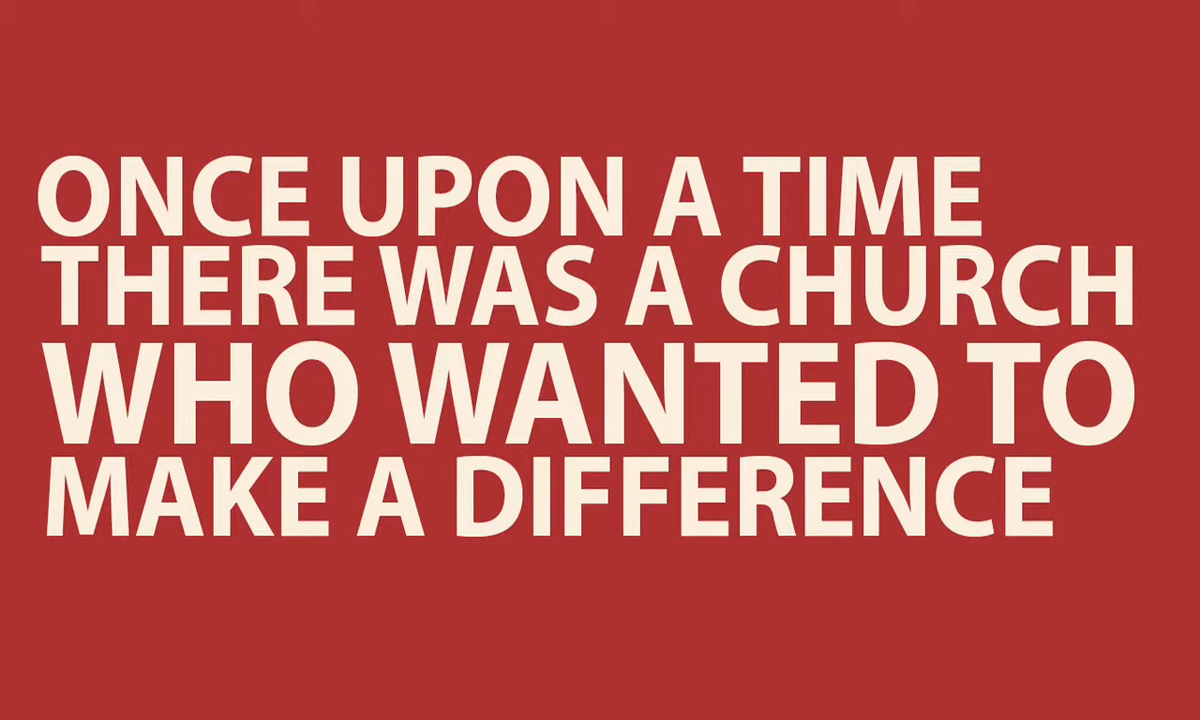 ONCE UPON A TIME
THERE WAS A CHURCH
WHO WANTED TO
MAKE A DIFFERENCE